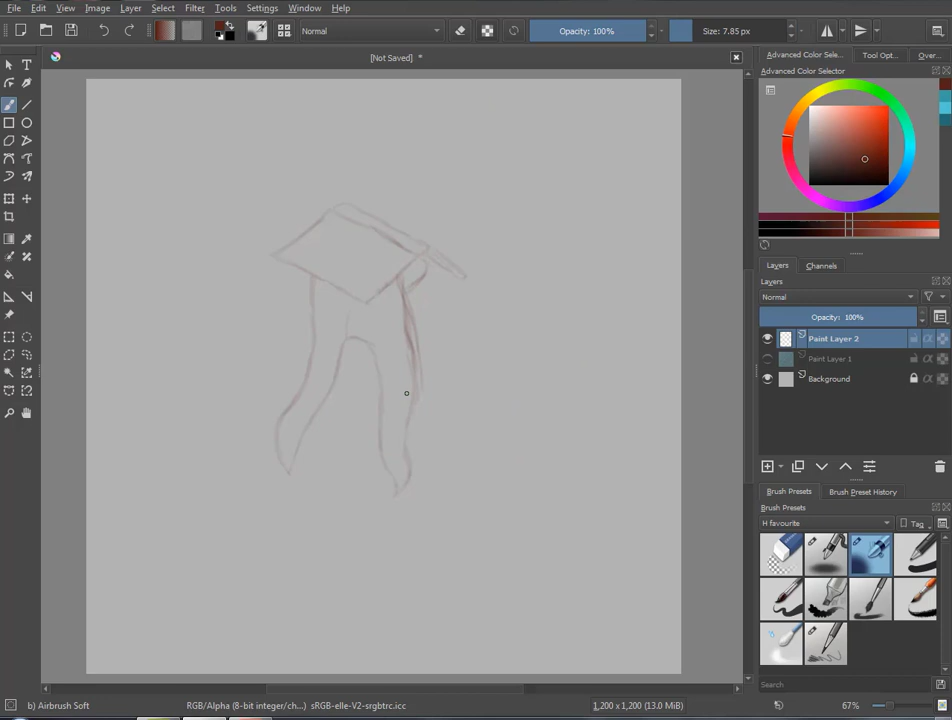 File Edit View Image Layer Select Filter Tools Settings Window Help
Normal
Opacity: 100%
Size: 7.85 px
[Not Saved] *
Advanced Color Sele... Tool Opt... Over...
Advanced Color Selector
Layers Channels
Layers
Normal
Opacity: 100%
Paint Layer 2
Paint Layer 1
Background
Brush Presets Brush Preset History
Brush Presets
H favourite
Tag
Search
b) Airbrush Soft
RGB/Alpha (8-bit integer/ch...) sRGB-elle-V2-srgbtrc.icc
1,200 x 1,200 (13.0 MiB)
67%